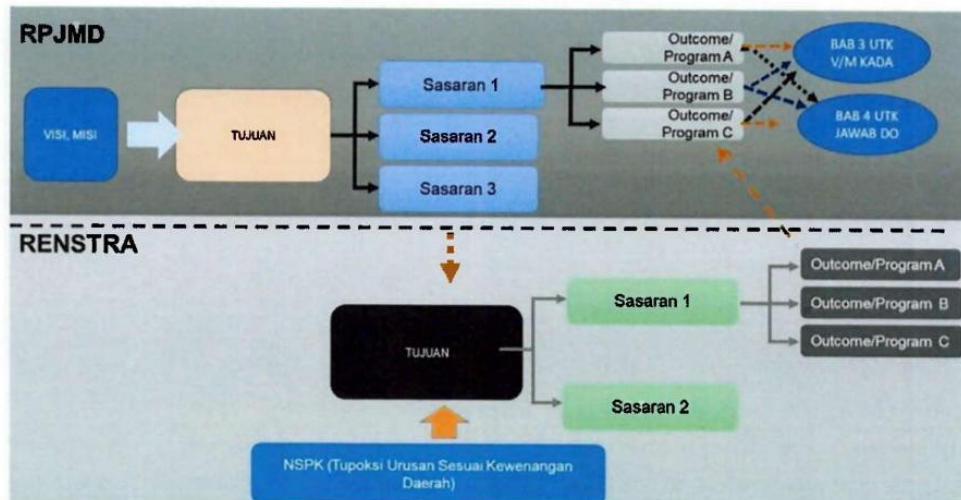 RPJMD
VISI, MISI
TUJUAN
Sasaran 1
Sasaran 2
Sasaran 3
Outcome/
Program A
Outcome/
Program B
Outcome/
Program C
BAB 3 UTK
V/M KADA
BAB 4 UTK
JAWAB DO
RENSTRA
TUJUAN
Sasaran 1
Sasaran 2
Outcome/Program A
Outcome/Program B
Outcome/Program C
NSPK (Tupoksi Urusan Sesuai Kewenangan
Daerah)